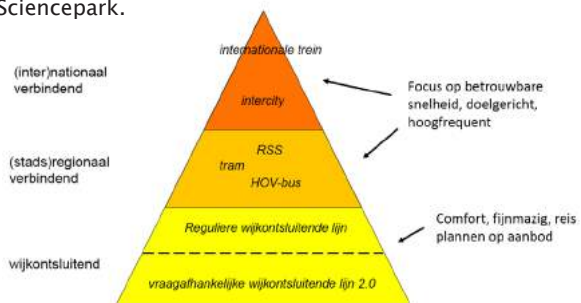 Sciencepark.
internationale trein
(inter)nationaal
verbindend
intercity
Focus op betrouwbare
snelheid, doelgericht,
hoogfrequent
(stads)regionaal
verbindend
RSS
tram
HOV-bus
Reguliere wijkontsluitende lijn
Comfort, fijnmazig, reis
plannen op aanbod
wijkontsluitend
vraagafhankelijke wijkontsluitende lijn 2.0